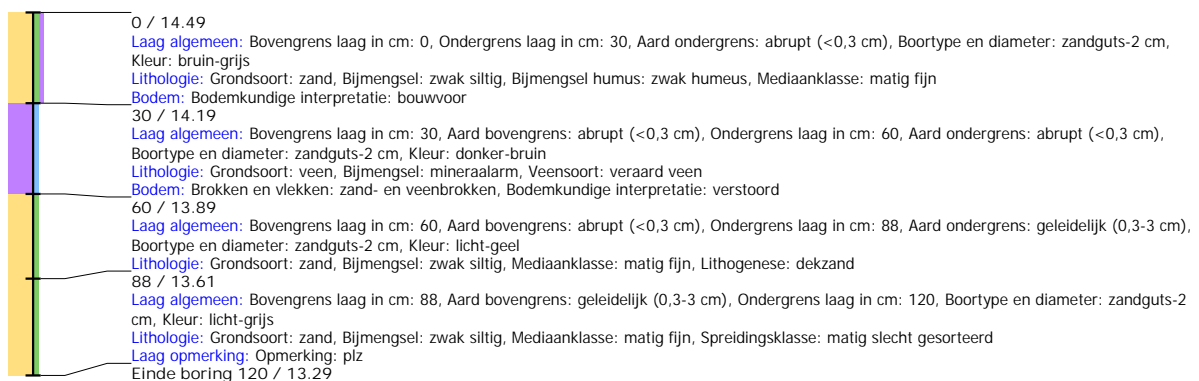 0 / 14.49
Laag algemeen: Bovengrens laag in cm: 0, Ondergrens laag in cm: 30, Aard ondergrens: abrupt (<0,3 cm), Boortype en diameter: zandguts-2 cm,
Kleur: bruin-grijs
Lithologie: Grondsoort: zand, Bijmengsel: zwak siltig, Bijmengsel humus: zwak humeus, Mediaanklasse: matig fijn
Bodem: Bodemkundige interpretatie: bouwvoor
30 / 14.19
Laag algemeen: Bovengrens laag in cm: 30, Aard bovengrens: abrupt (<0,3 cm), Ondergrens laag in cm: 60, Aard ondergrens: abrupt (<0,3 cm),
Boortype en diameter: zandguts-2 cm, Kleur: donker-bruin
Lithologie: Grondsoort: veen, Bijmengsel: mineraalarm, Veensoort: veraard veen
Bodem: Brokken en vlekken: zand- en veenbrokken, Bodemkundige interpretatie: verstoord
60 / 13.89
Laag algemeen: Bovengrens laag in cm: 60, Aard bovengrens: abrupt (<0,3 cm), Ondergrens laag in cm: 88, Aard ondergrens: geleidelijk (0,3-3 cm),
Boortype en diameter: zandguts-2 cm, Kleur: licht-geel
Lithologie: Grondsoort: zand, Bijmengsel: zwak siltig, Mediaanklasse: matig fijn, Lithogenese: dekzand
88 / 13.61
Laag algemeen: Bovengrens laag in cm: 88, Aard bovengrens: geleidelijk (0,3-3 cm), Ondergrens laag in cm: 120, Boortype en diameter: zandguts-2
cm, Kleur: licht-grijs
Lithologie: Grondsoort: zand, Bijmengsel: zwak siltig, Mediaanklasse: matig fijn, Spreidingsklasse: matig slecht gesorteerd
Laag opmerking: Opmerking: plz
Einde boring 120 / 13.29